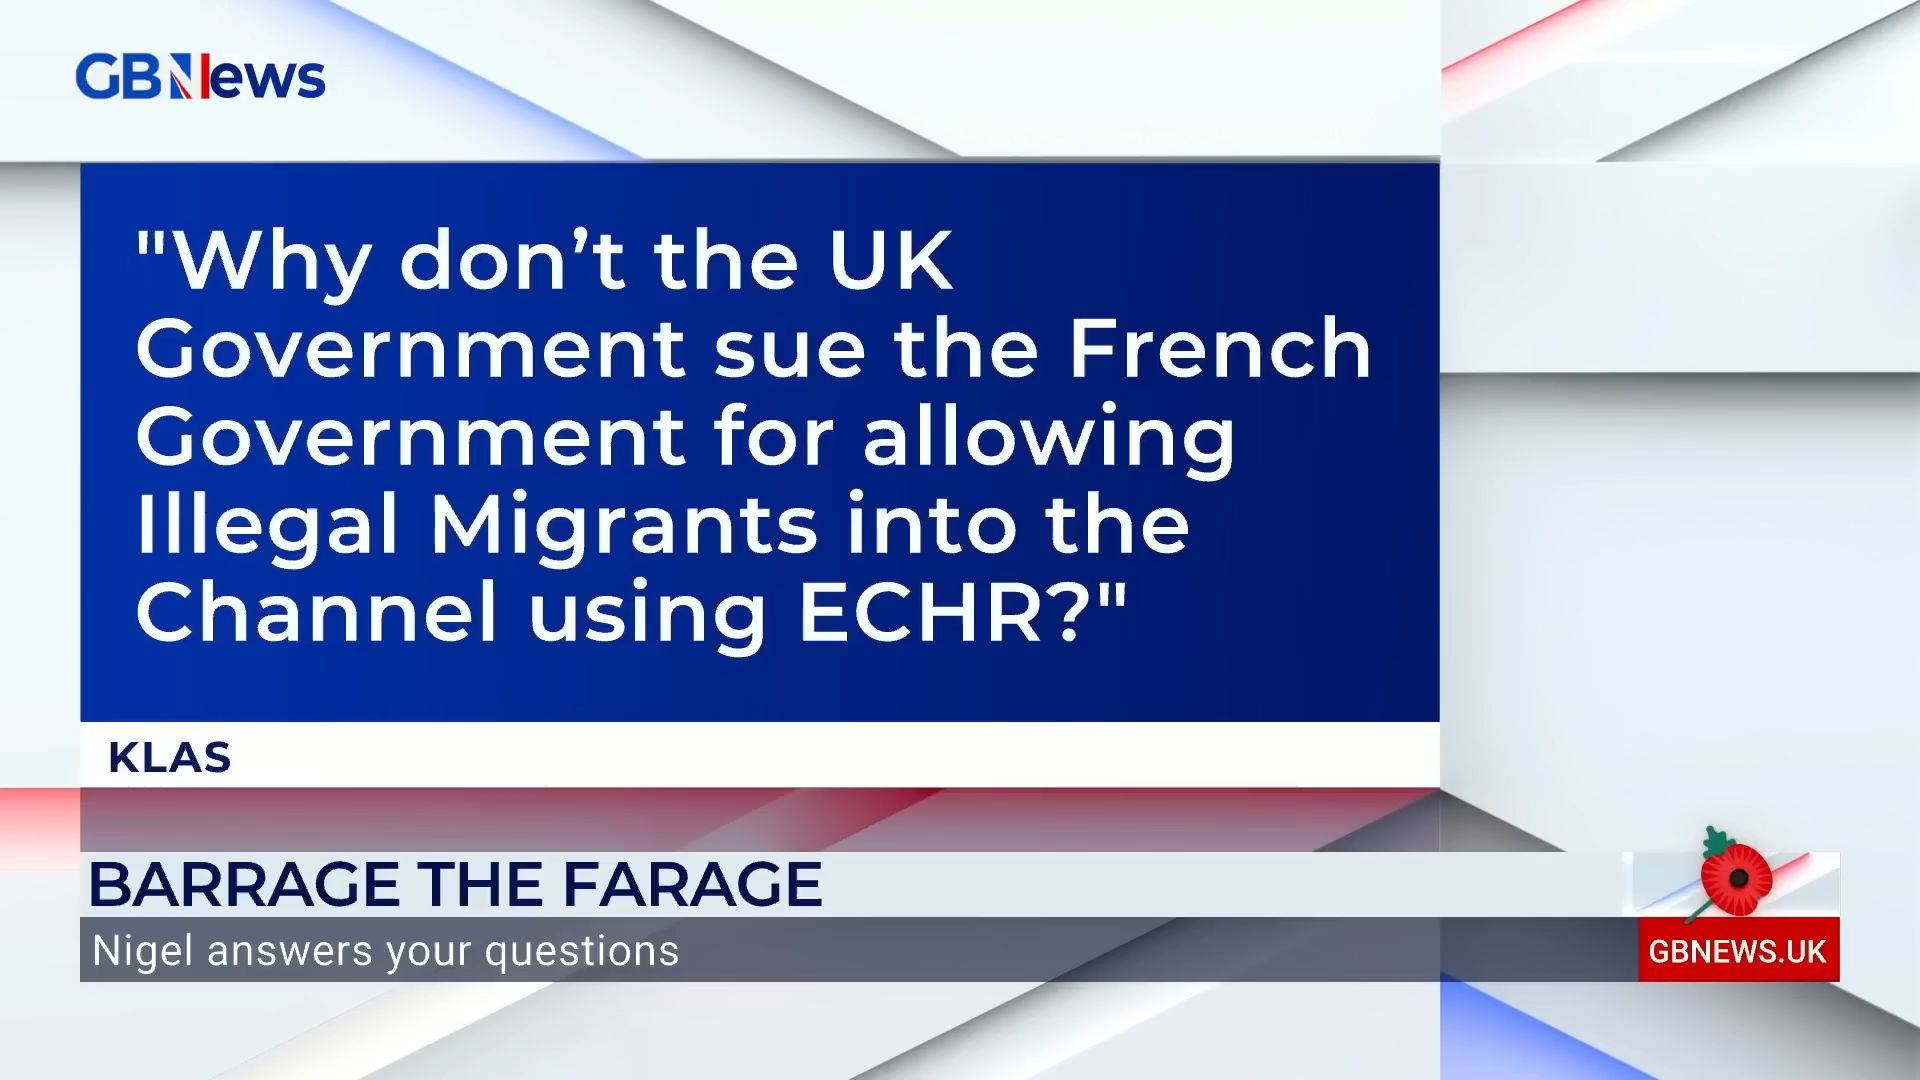 GBNews
"Why don’t the UK
Government sue the French
Government for allowing
Illegal Migrants into the
Channel using ECHR?"
KLAS
BARRAGE THE FARAGE
Nigel answers your questions
GBNEWS.UK